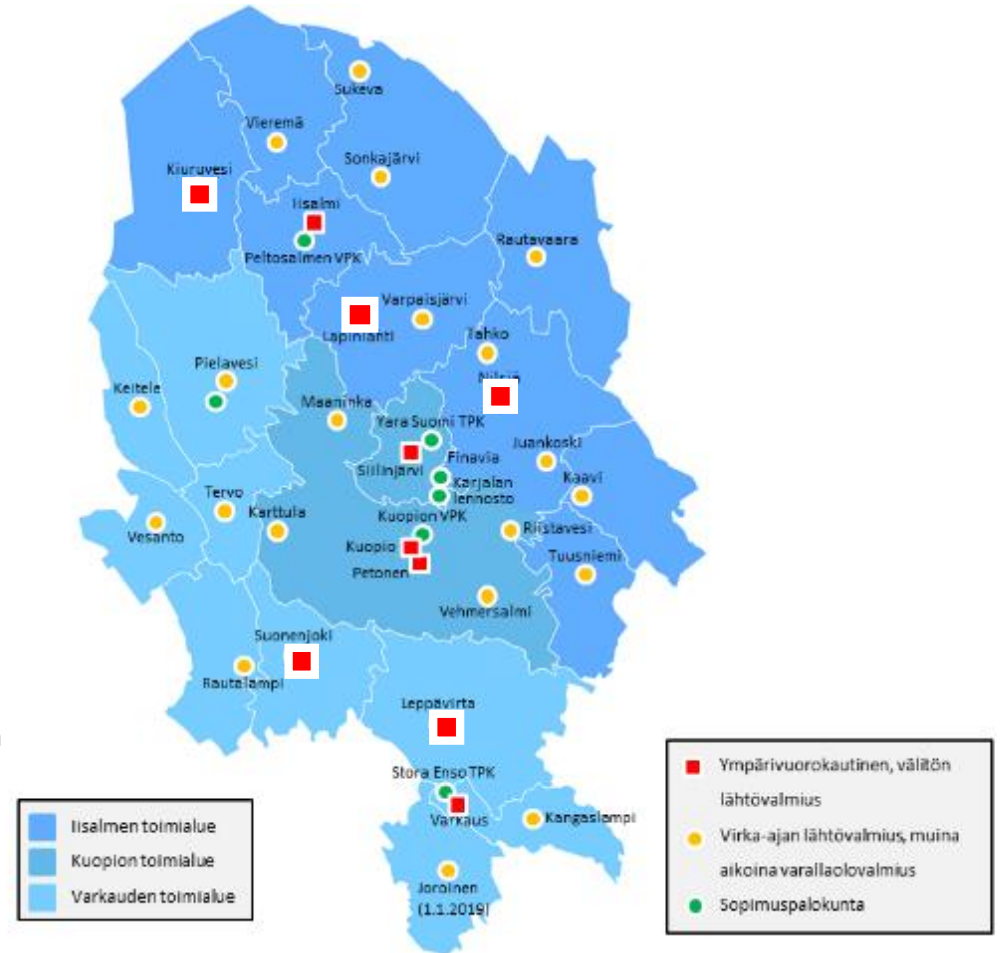 Sukeva
Vieremä
Sonkajärvi
Kiuruvesi
Iisalmi
Rautavaara
Peltosalmen VPK
Varpaisjärvi
Lapinlahti
Tahko
Pielavesi
Nilsiä
Keitele
Maaninka
Yara Suomi TPK
Juankoski
Siilinjärvi
Finavia
Kaavi
Karjalan
lennosto
Tervo
Karttula
Kuopion VPK
Riistavesi
Vesanto
Kuopio
Tuusniemi
Petonen
Vehmersalmi
Suonenjoki
Rautalampi
Leppävirta
Stora Enso TPK
Varkaus
Kangaslampi
Joroinen
(1.1.2019)
Iisalmen toimialue
Kuopion toimialue
Varkauden toimialue
Ympärivuorokautinen, välitön
lähtövalmius
Virka-ajan lähtövalmius, muina
aikoina varallaolovalmius
Sopimuspalokunta